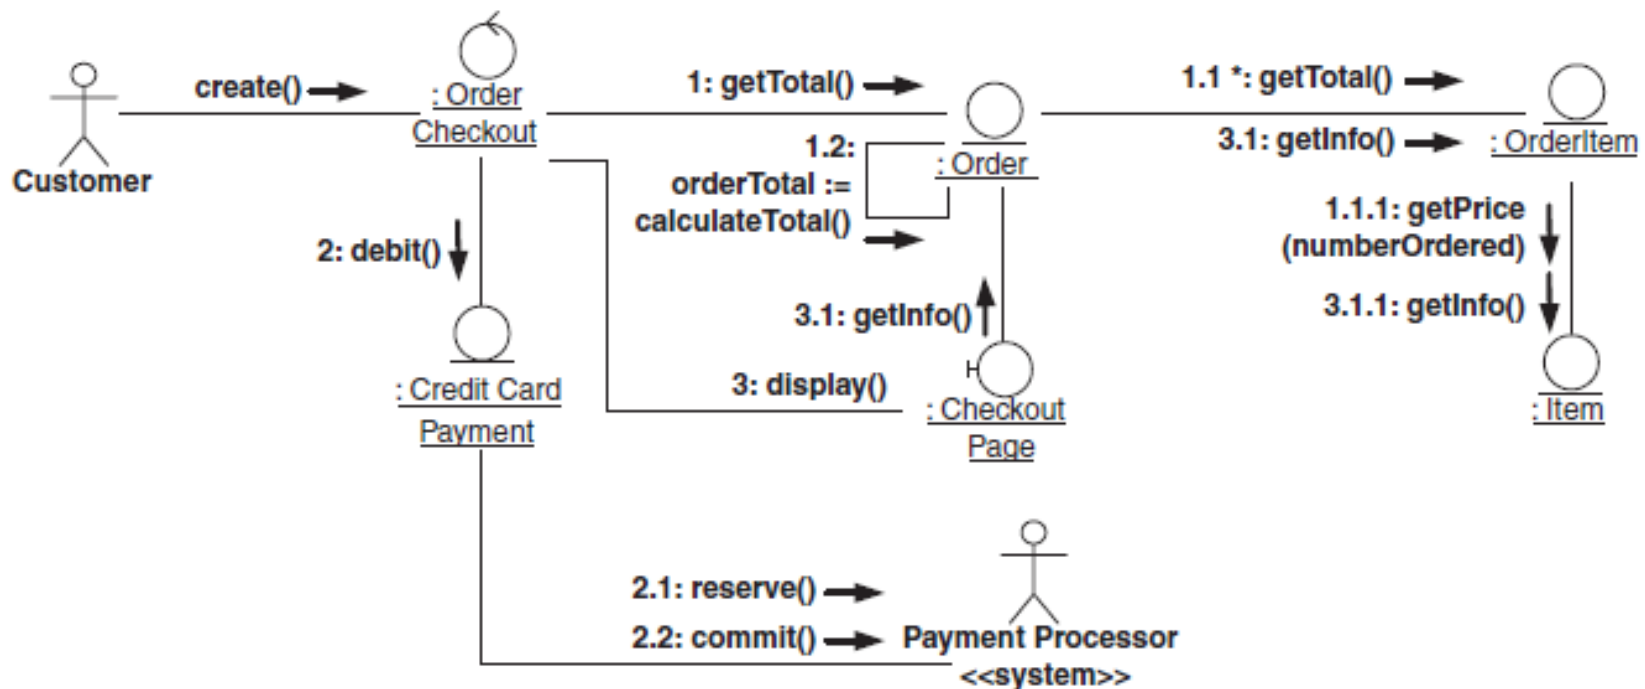 create()
: Order
Checkout
1: getTotal()
1.1 *: getTotal()
3.1: getInfo()
: OrderItem
Customer
1.2:
orderTotal :=
calculateTotal()
: Order
1.1.1: getPrice
(numberOrdered)
2: debit()
3.1: getInfo()
3.1.1: getInfo()
: Credit Card
Payment
3: display()
: Checkout
Page
: Item
2.1: reserve()
2.2: commit()
Payment Processor
<<system>>